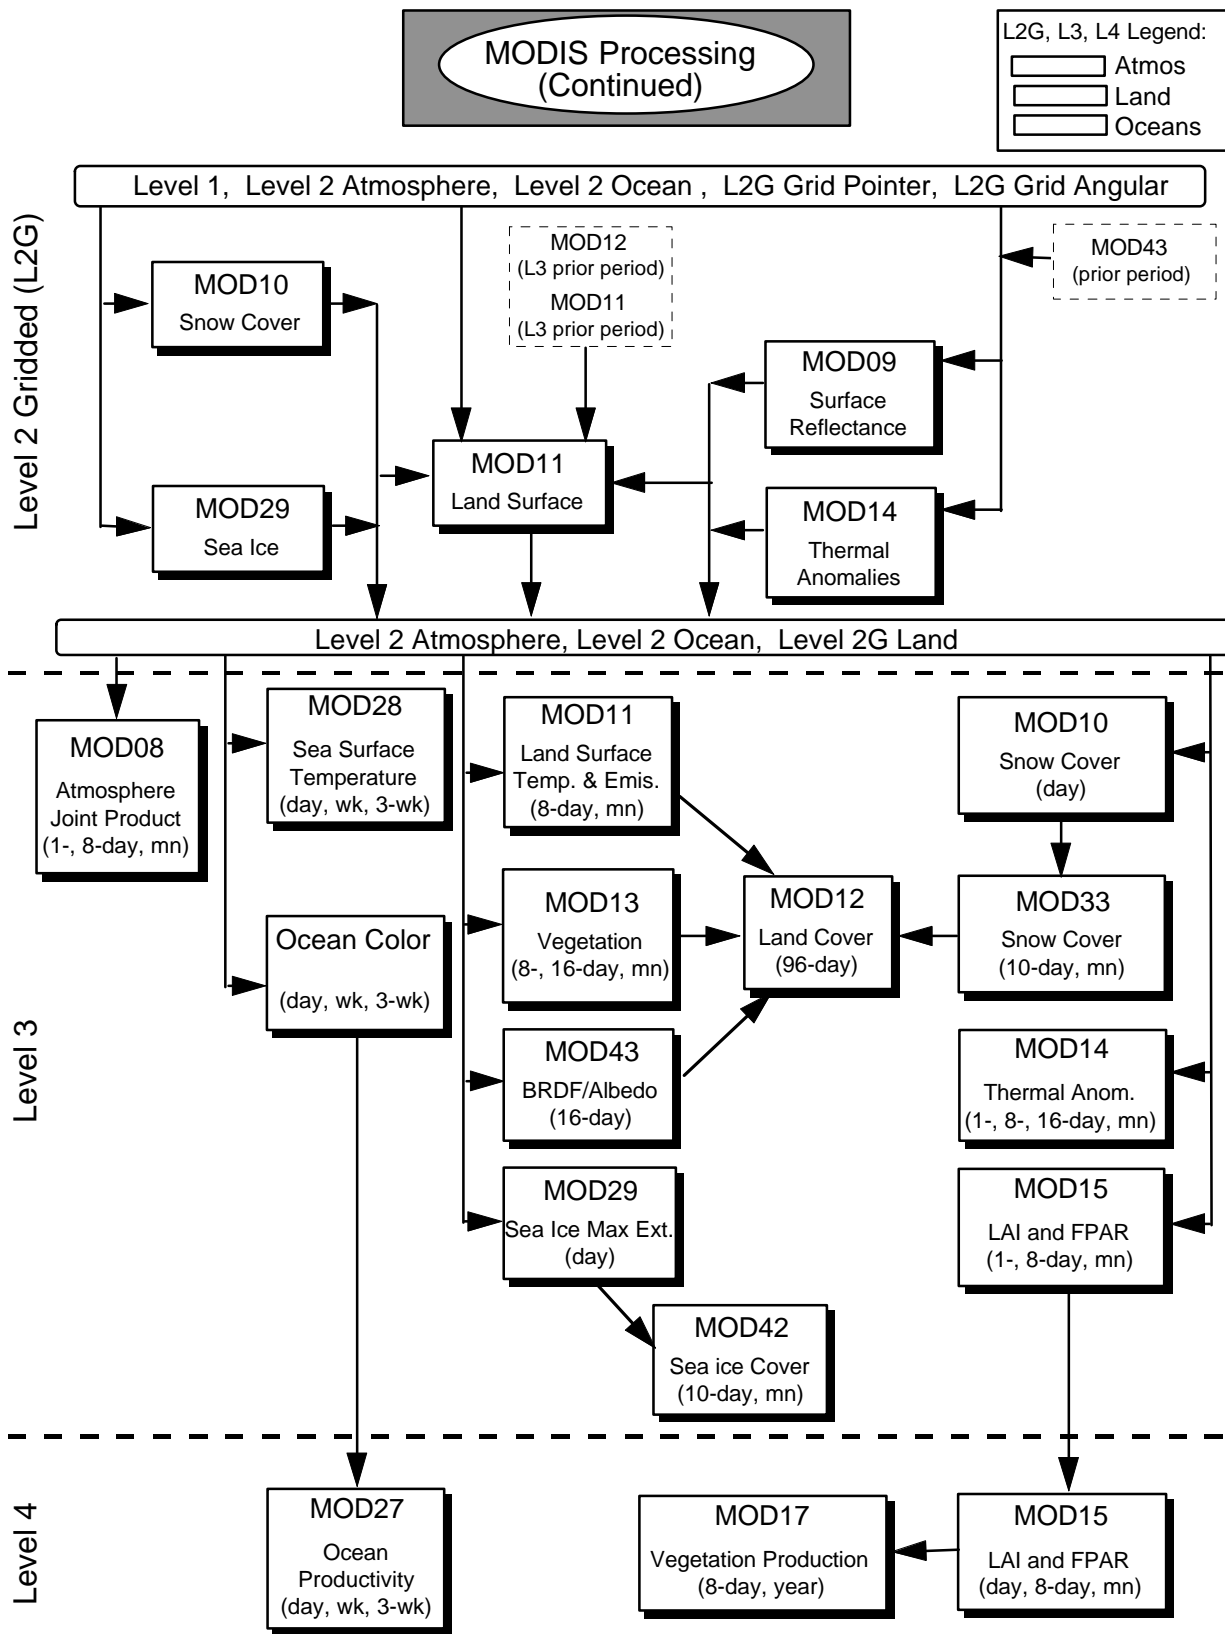 MODIS Processing
(Continued)
L2G, L3, L4 Legend:
Atmos
Land
Oceans
Level 1, Level 2 Atmosphere, Level 2 Ocean , L2G Grid Pointer, L2G Grid Angular
Level 2 Gridded (L2G)
MOD12
(L3 prior period)
MOD11
(L3 prior period)
MOD43
(prior period)
MOD10
Snow Cover
MOD09
Surface
Reflectance
MOD11
Land Surface
MOD29
Sea Ice
MOD14
Thermal
Anomalies
Level 2 Atmosphere, Level 2 Ocean, Level 2G Land
Level 3
MOD08
Atmosphere
Joint Product
(1-, 8-day, mn)
MOD28
Sea Surface
Temperature
(day, wk, 3-wk)
MOD11
Land Surface
Temp. & Emis.
(8-day, mn)
MOD10
Snow Cover
(day)
Ocean Color
(day, wk, 3-wk)
MOD13
Vegetation
(8-, 16-day, mn)
MOD12
Land Cover
(96-day)
MOD33
Snow Cover
(10-day, mn)
MOD43
BRDF/Albedo
(16-day)
MOD14
Thermal Anom.
(1-, 8-, 16-day, mn)
MOD29
Sea Ice Max Ext.
(day)
MOD15
LAI and FPAR
(1-, 8-day, mn)
MOD42
Sea ice Cover
(10-day, mn)
Level 4
MOD27
Ocean
Productivity
(day, wk, 3-wk)
MOD17
Vegetation Production
(8-day, year)
MOD15
LAI and FPAR
(day, 8-day, mn)